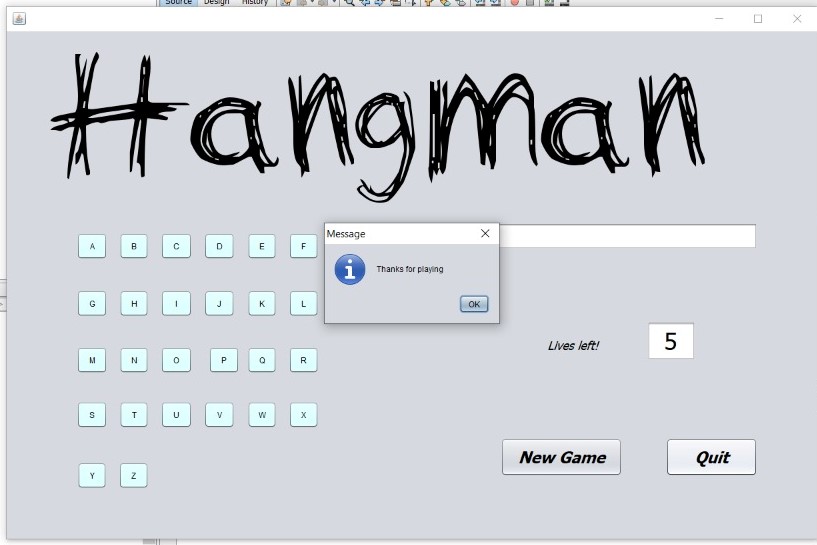 Source Design History
Hangman
Message
Thanks for playing
OK
A B C D E F
G H I J K L
M N O P Q R
S T U V W X
Y Z
Lives left!
5
New Game
Quit